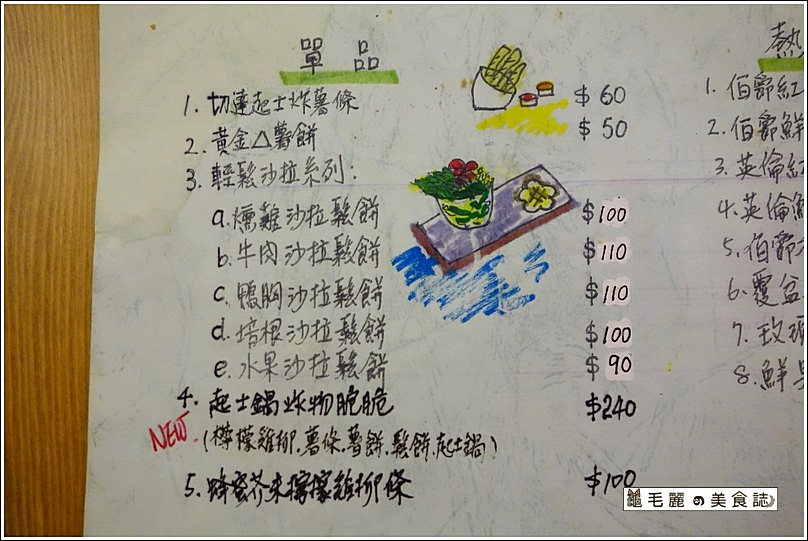 單 品
1. 切達起士炸薯條 $ 60
2. 黃金△薯餅 $ 50
3. 輕鬆沙拉系列:
a. 燻雞沙拉鬆餅 $100
b. 牛肉沙拉鬆餅 $110
c. 鴨胸沙拉鬆餅 $110
d. 培根沙拉鬆餅 $100
e. 水果沙拉鬆餅 $ 90
4. 起士鍋炸物脆脆 $240
NEW. (檸檬雞柳.薯條.薯餅.鬆餅.起士鍋)
5. 蜂蜜芥末檸檬雞柳條 $100
熱
1. 伯爵紅
2. 伯爵鮮
3. 英倫紅
4. 英倫
5. 伯爵
6. 覆盆
7. 玫瑰
8. 鮮
龜毛麗の美食誌